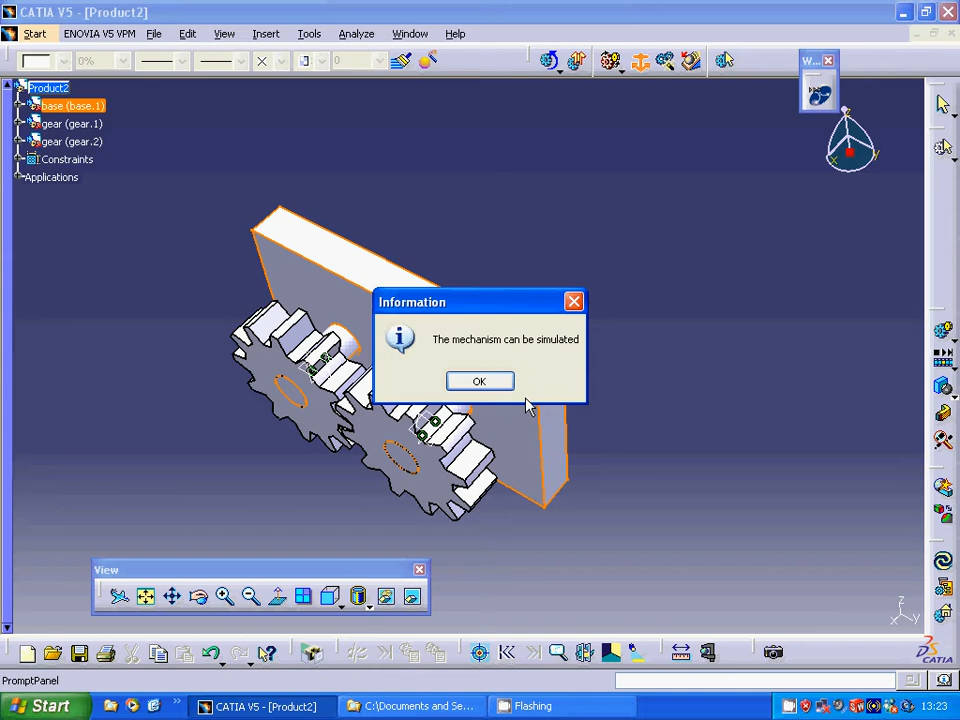 CATIA V5 - [Product2]
Start ENOVIA V5 VPM File Edit View Insert Tools Analyze Window Help
0% 0
W...
Product2
base (base.1)
gear (gear.1)
gear (gear.2)
Constraints
Applications
z
x y
Information
The mechanism can be simulated
OK
View
z
x y
CATIA
PromptPanel
Start CATIA V5 - [Product2] C:\Documents and Se... Flashing 13:23